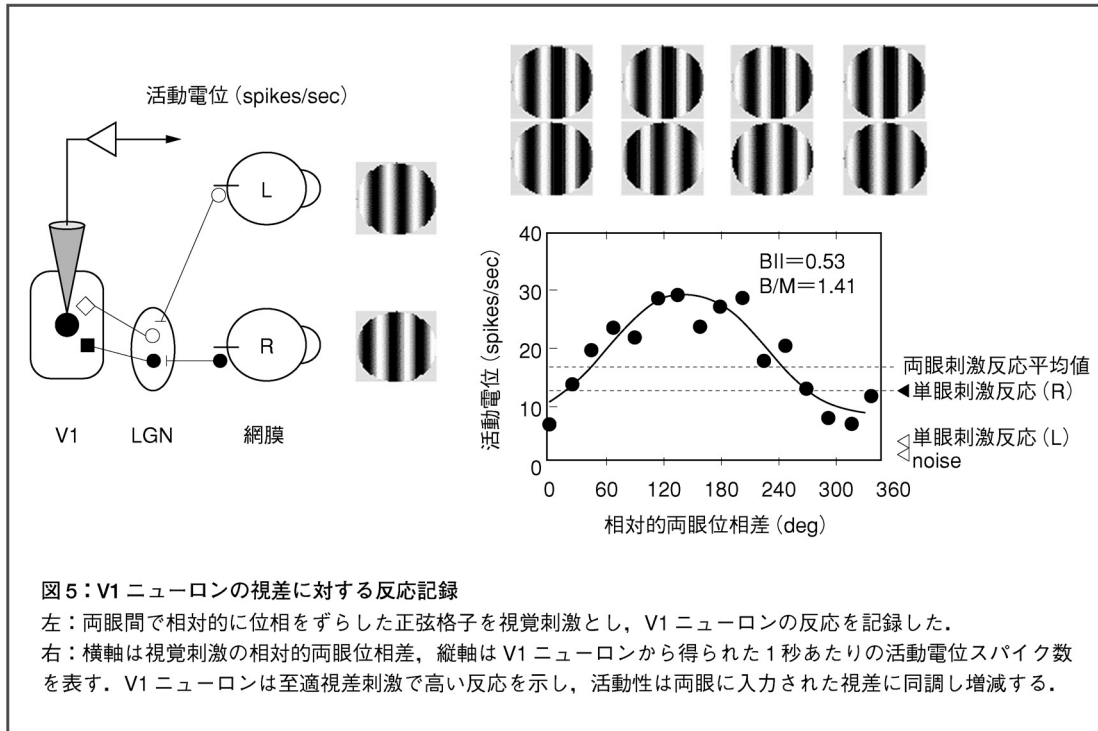 活動電位(spikes/sec)
L
R
V1
LGN
網膜
40
30
20
10
0
活動電位(spikes/sec)
BII=0.53
B/M=1.41
両眼刺激反応平均値
単眼刺激反応(R)
単眼刺激反応(L)
noise
0 60 120 180 240 300 360
相対的両眼位相差(deg)
図5:V1 ニューロンの視差に対する反応記録
左:両眼間で相対的に位相をずらした正弦格子を視覚刺激とし,V1 ニューロンの反応を記録した.
右:横軸は視覚刺激の相対的両眼位相差,縦軸は V1 ニューロンから得られた 1 秒あたりの活動電位スパイク数
を表す.V1 ニューロンは至適視差刺激で高い反応を示し,活動性は両眼に入力された視差に同調し増減する.